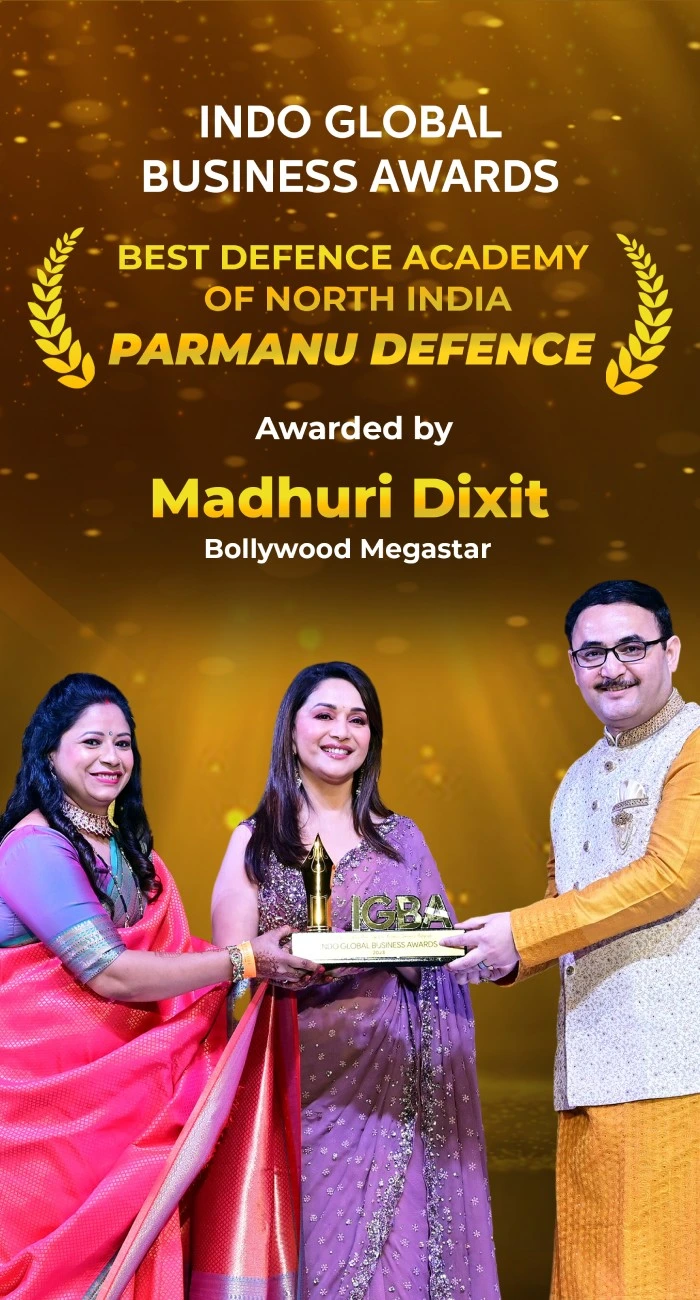 INDO GLOBAL
BUSINESS AWARDS
BEST DEFENCE ACADEMY
OF NORTH INDIA
PARMANU DEFENCE
Awarded by
Madhuri Dixit
Bollywood Megastar
IGBA
INDO GLOBAL BUSINESS AWARDS